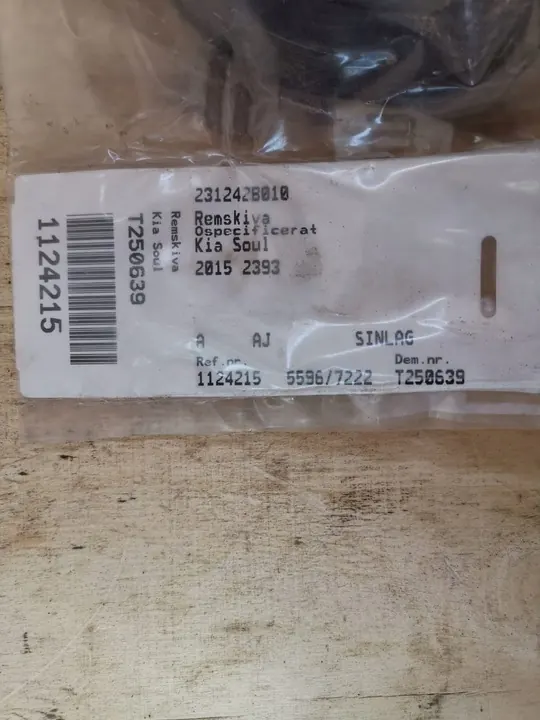 231242B010
Remskiva
Ospecificerat
Kia Soul
2015 2393
A AJ SINLAG
Ref.nr. Dem.nr.
1124215 5596/7222 T250639
Remskiva
Kia Soul
T250639
1124215